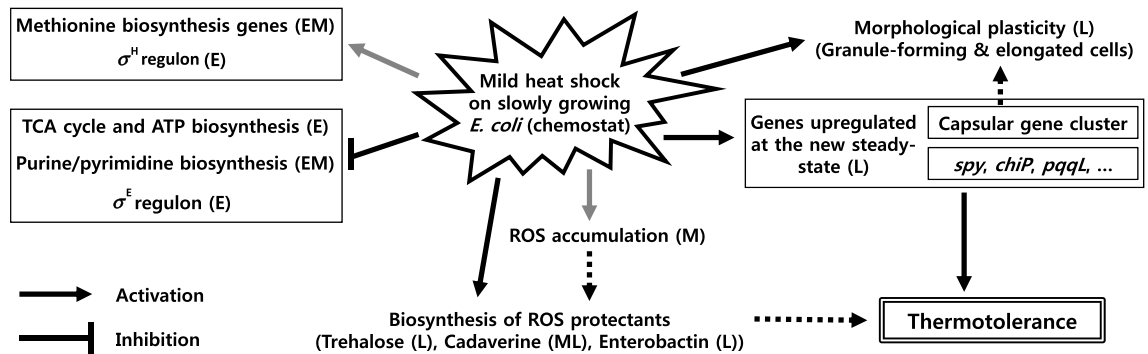 Methionine biosynthesis genes (EM)
σH regulon (E)
TCA cycle and ATP biosynthesis (E)
Purine/pyrimidine biosynthesis (EM)
σE regulon (E)
Mild heat shock
on slowly growing
E. coli (chemostat)
Morphological plasticity (L)
(Granule-forming & elongated cells)
Genes upregulated
at the new steady-
state (L)
Capsular gene cluster
spy, chiP, pqqL, ...
ROS accumulation (M)
Activation
Inhibition
Biosynthesis of ROS protectants
(Trehalose (L), Cadaverine (ML), Enterobactin (L))
Thermotolerance